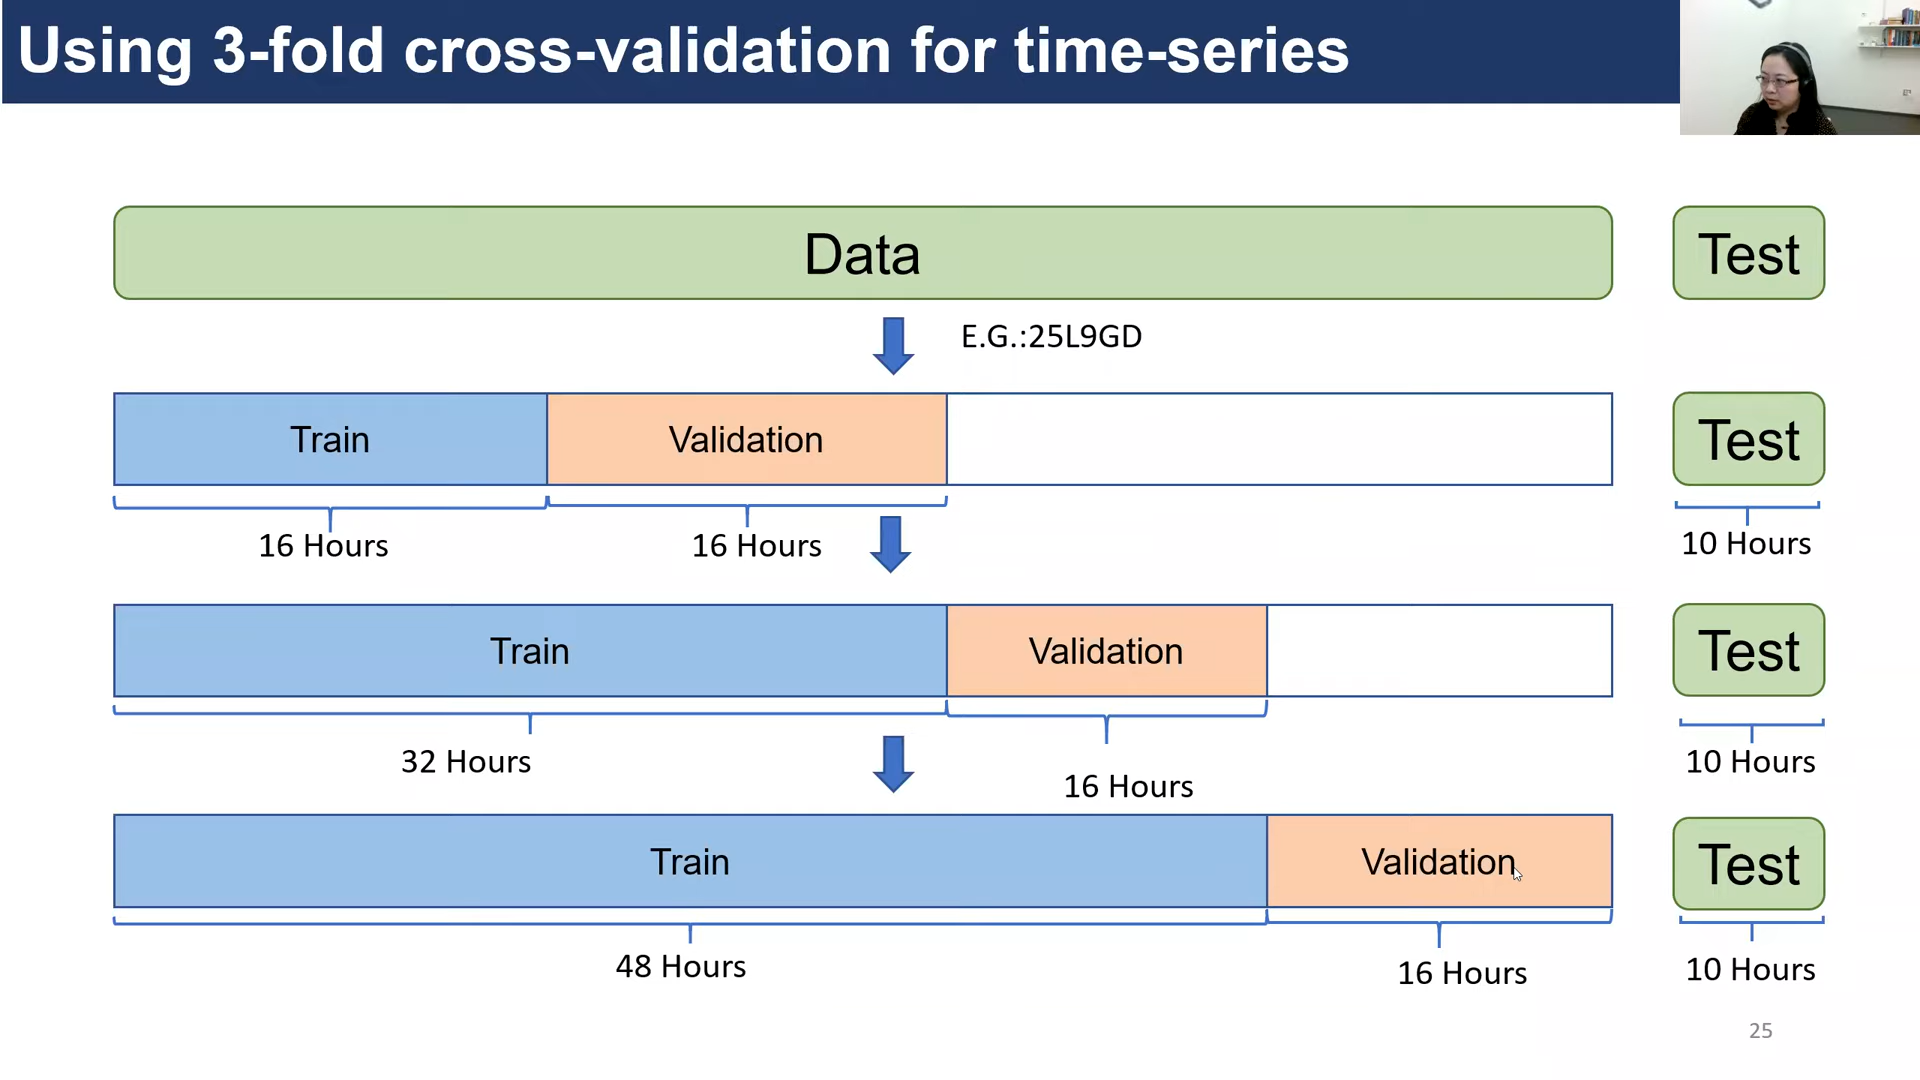 Using 3-fold cross-validation for time-series
Data
Test
E.G.:25L9GD
Train
Validation
Test
16 Hours
16 Hours
10 Hours
Train
Validation
Test
32 Hours
16 Hours
10 Hours
Train
Validation
Test
48 Hours
16 Hours
10 Hours
25